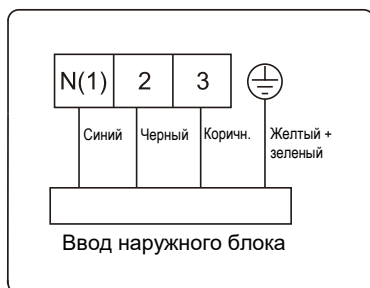 N(1) 2 3
Синий Черный Коричн. Желтый +
зеленый
Ввод наружного блока